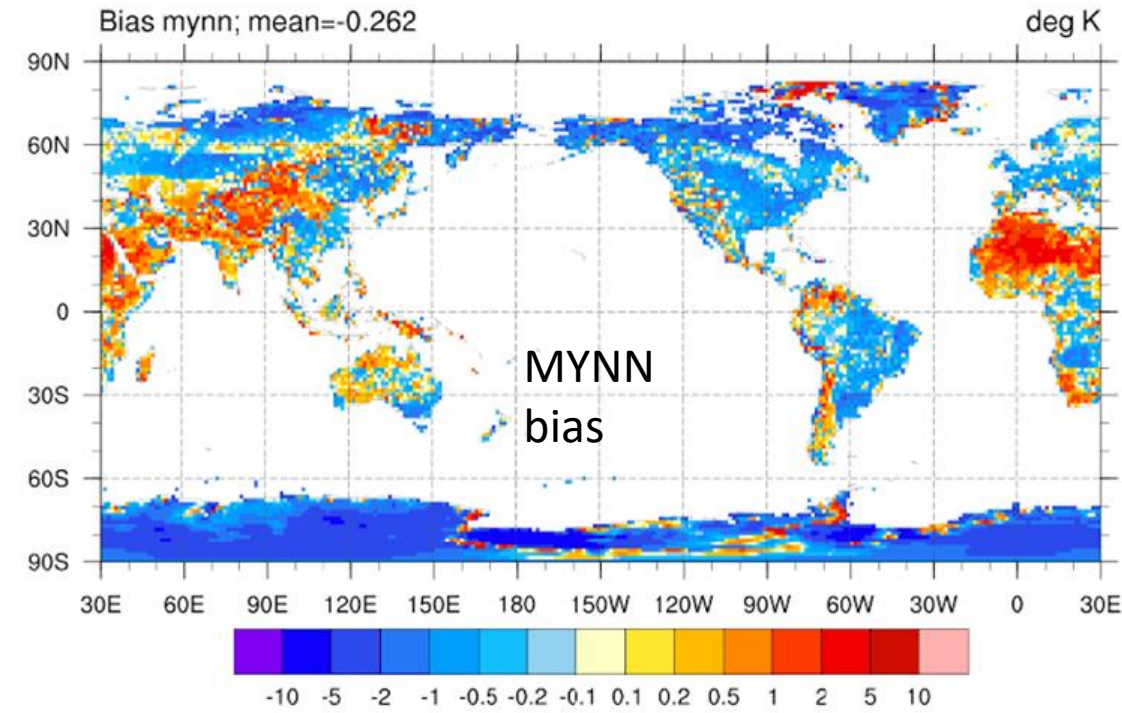 Bias mynn; mean=-0.262 deg K
90N
60N
30N
0
30S
60S
90S
MYNN
bias
30E 60E 90E 120E 150E 180 150W 120W 90W 60W 30W 0 30E
-10 -5 -2 -1 -0.5 -0.2 -0.1 0.1 0.2 0.5 1 2 5 10